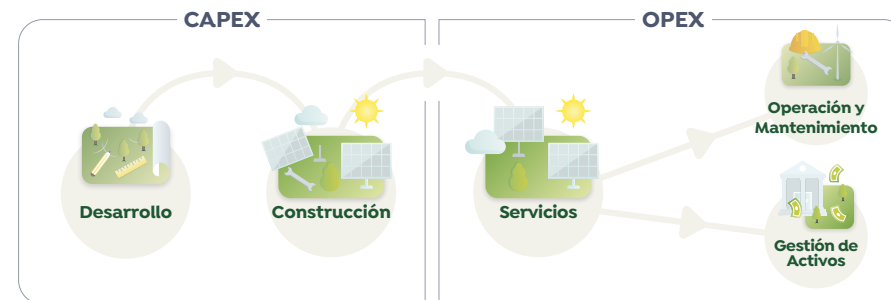 CAPEX
OPEX
Desarrollo
Construcción
Servicios
Operación y
Mantenimiento
Gestión de
Activos